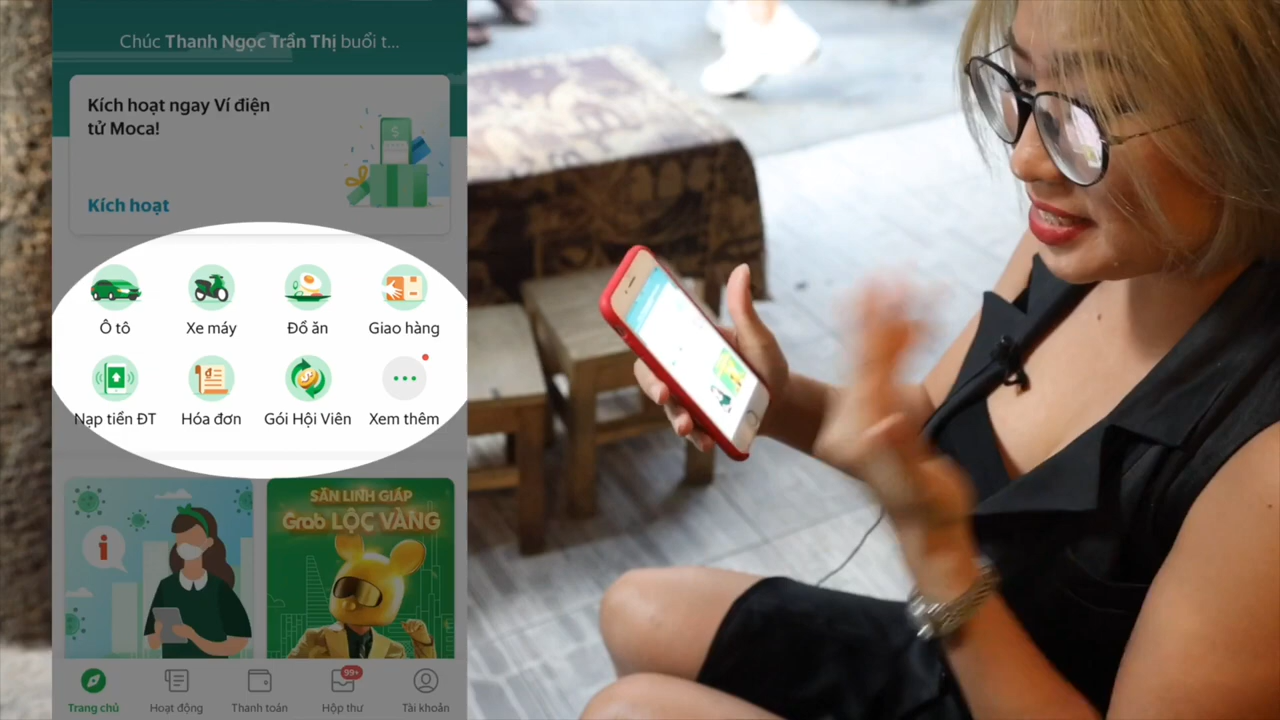 Chúc Thanh Ngọc Trần Thị buổi t...
Kích hoạt ngay Ví điện
tử Moca!
Kích hoạt
Ô tô
Xe máy
Đồ ăn
Giao hàng
Nạp tiền ĐT
Hóa đơn
Gói Hội Viên
Xem thêm
SĂN LINH GIÁP
Grab LỘC VÀNG
Trang chủ
Hoạt động
Thanh toán
99+
Hộp thư
Tài khoản